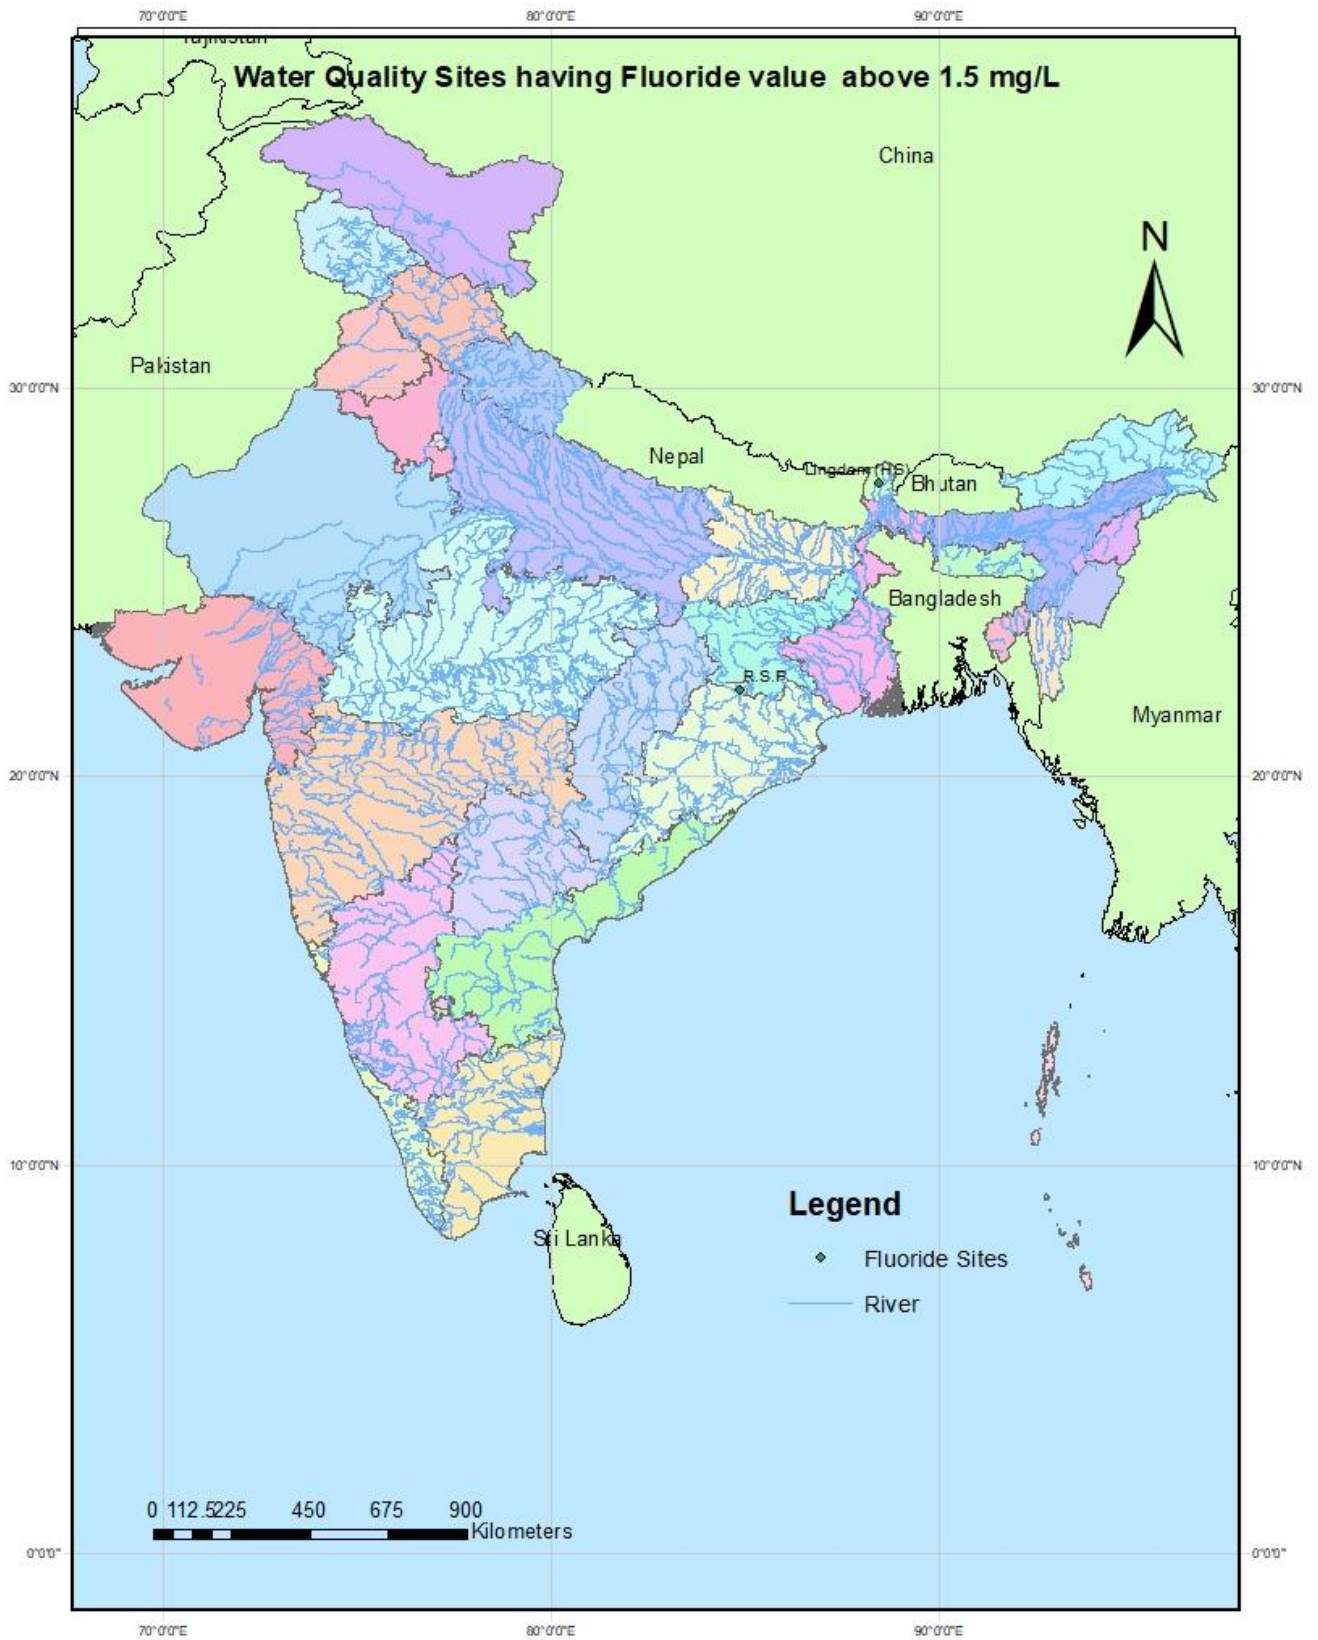 70°0'0"E 80°0'0"E 90°0'0"E
Tajikistan
Water Quality Sites having Fluoride value above 1.5 mg/L
China
N
Pakistan
30°0'0"N 30°0'0"N
Nepal
Lingdem (HS)
Bhutan
Bangladesh
R.S.P
Myanmar
20°0'0"N 20°0'0"N
10°0'0"N 10°0'0"N
Legend
Sri Lanka
Fluoride Sites
River
0 112.5 225 450 675 900
Kilometers
0°0'0" 0°0'0"
70°0'0"E 80°0'0"E 90°0'0"E